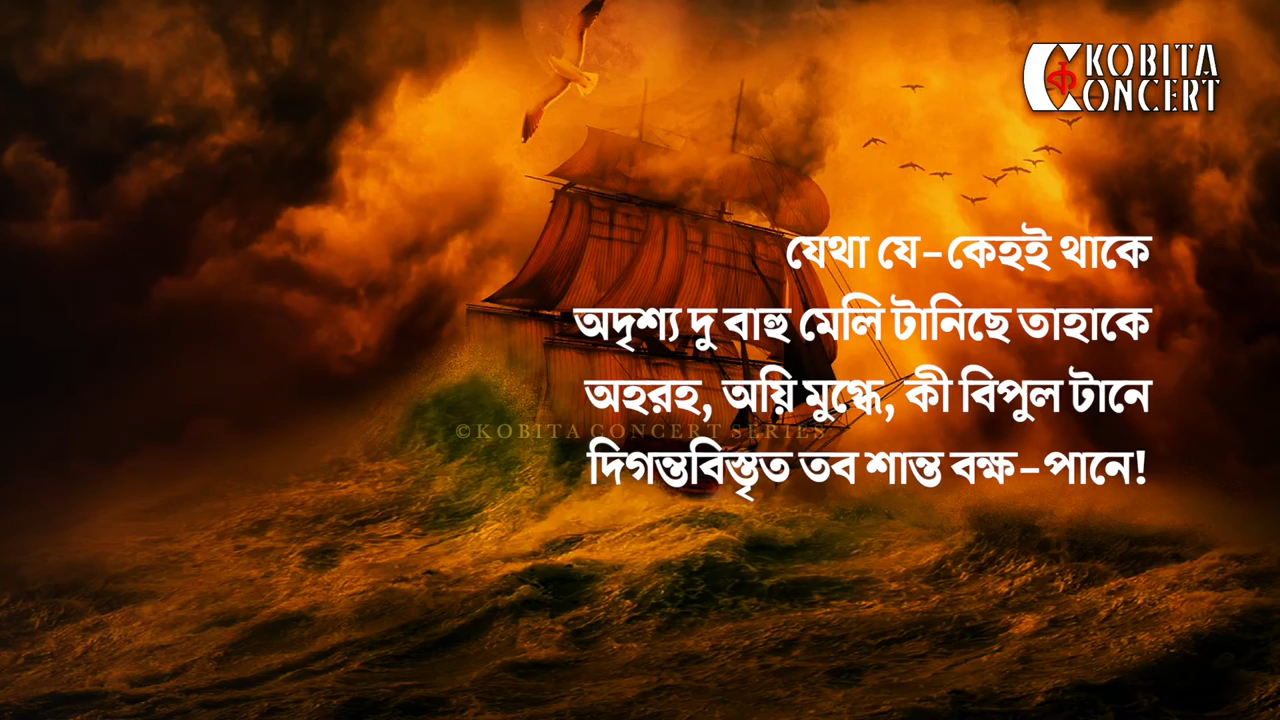 KOBITA
CONCERT
যেথা যে-কেহই থাকে
অদৃশ্য দু বাহু মেলি টানিছে তাহাকে
অহরহ, অয়ি মুগ্ধে, কী বিপুল টানে
দিগন্তবিস্তৃত তব শান্ত বক্ষ-পানে!
©KOBITA CONCERT SERIES